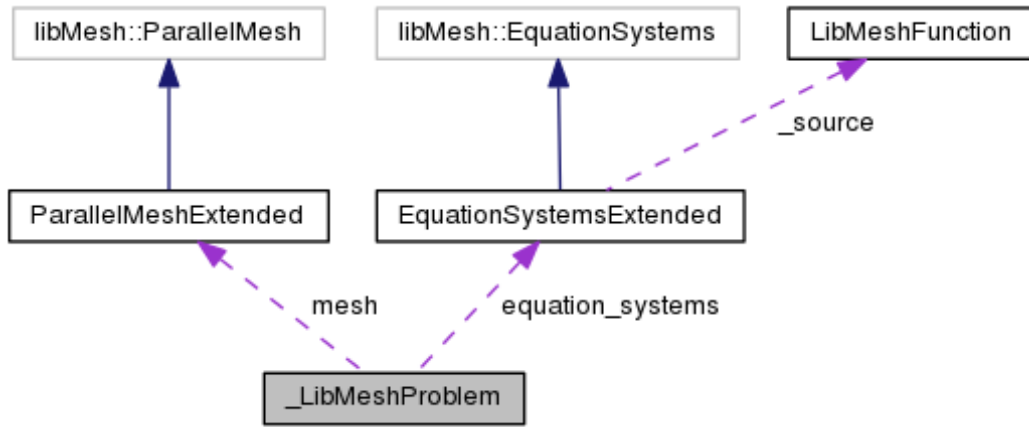 libMesh::ParallelMesh
libMesh::EquationSystems
LibMeshFunction
_source
ParallelMeshExtended
EquationSystemsExtended
mesh
equation_systems
_LibMeshProblem